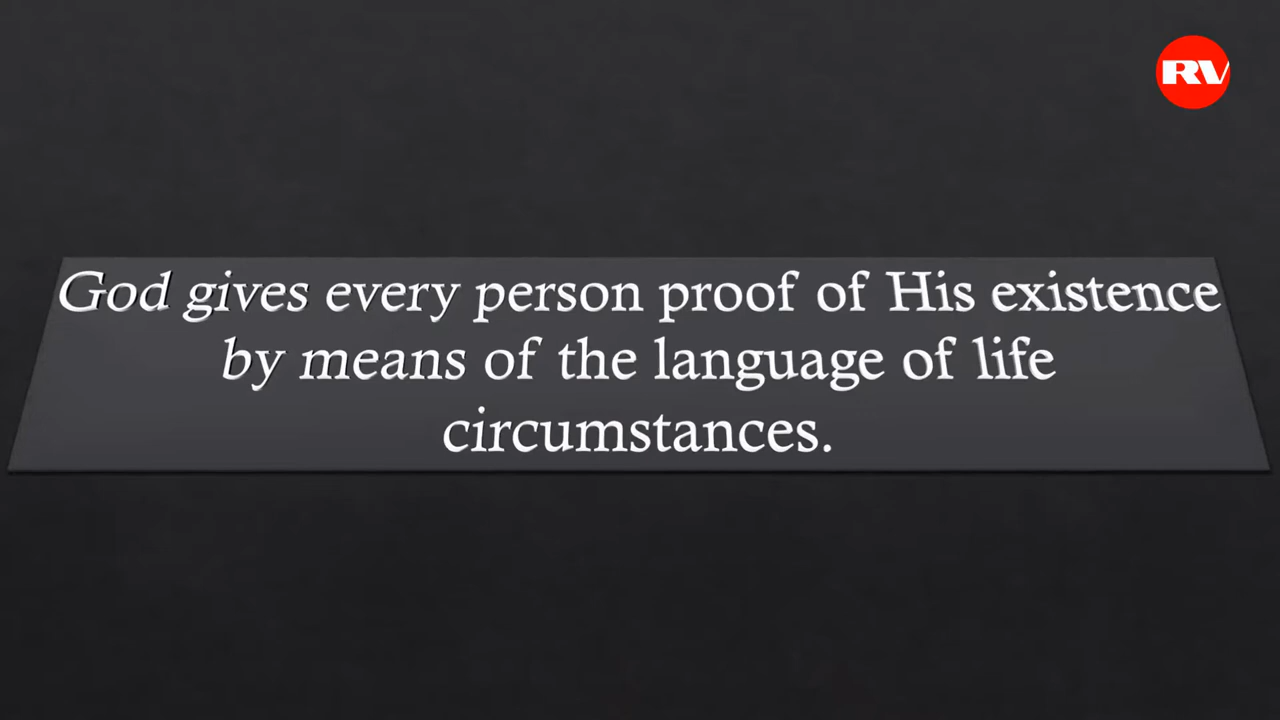 RV
God gives every person proof of His existence
by means of the language of life
circumstances.